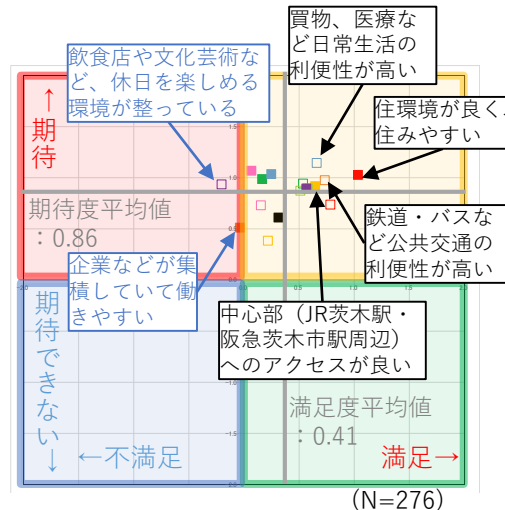 買物、医療な
ど日常生活の
利便性が高い
飲食店や文化芸術な
ど、休日を楽しめる
環境が整っている
住環境が良く、
住みやすい
↑
期待
1.5
1.0
期待度平均値
：0.86
0.5
鉄道・バスな
ど公共交通の
利便性が高い
企業などが集
積していて働
きやすい
中心部（JR茨木駅・
阪急茨木市駅周辺）
へのアクセスが良い
期待できない↓
満足度平均値
：0.41
←不満足
満足→
(N=276)